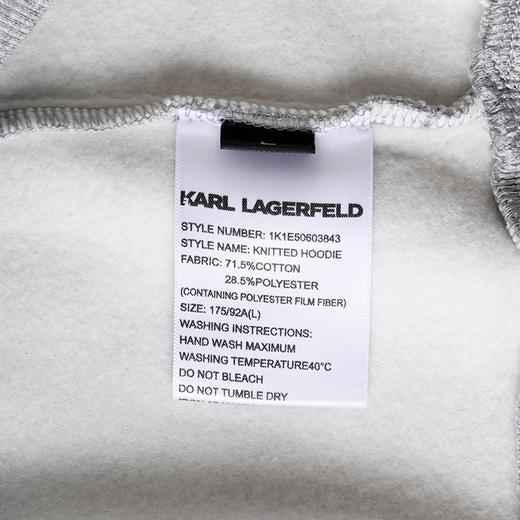 KARL LAGERFELD
STYLE NUMBER: 1K1E50603843
STYLE NAME: KNITTED HOODIE
FABRIC: 71.5%COTTON
28.5%POLYESTER
(CONTAINING POLYESTER FILM FIBER)
SIZE: 175/92A(L)
WASHING INSTRUCTIONS:
HAND WASH MAXIMUM
WASHING TEMPERATURE40°C
DO NOT BLEACH
DO NOT TUMBLE DRY